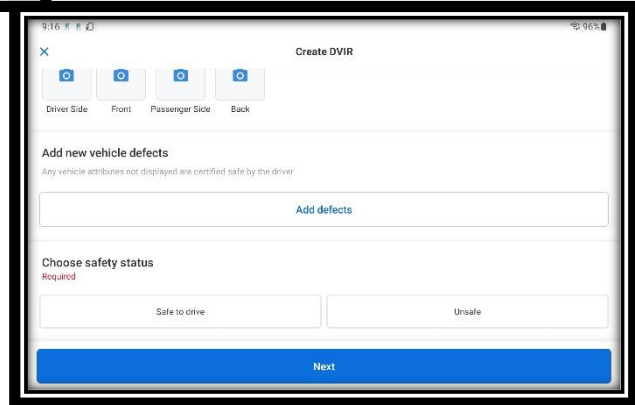 9:16
96%
Create DVIR
Driver Side Front Passenger Side Back
Add new vehicle defects
Any vehicle attributes not displayed are certified safe by the driver
Add defects
Choose safety status
Required
Safe to drive Unsafe
Next